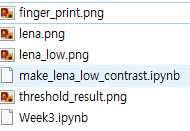 finger_print.png
lena.png
lena_low.png
make_lena_low_contrast.ipynb
threshold_result.png
Week3.ipynb